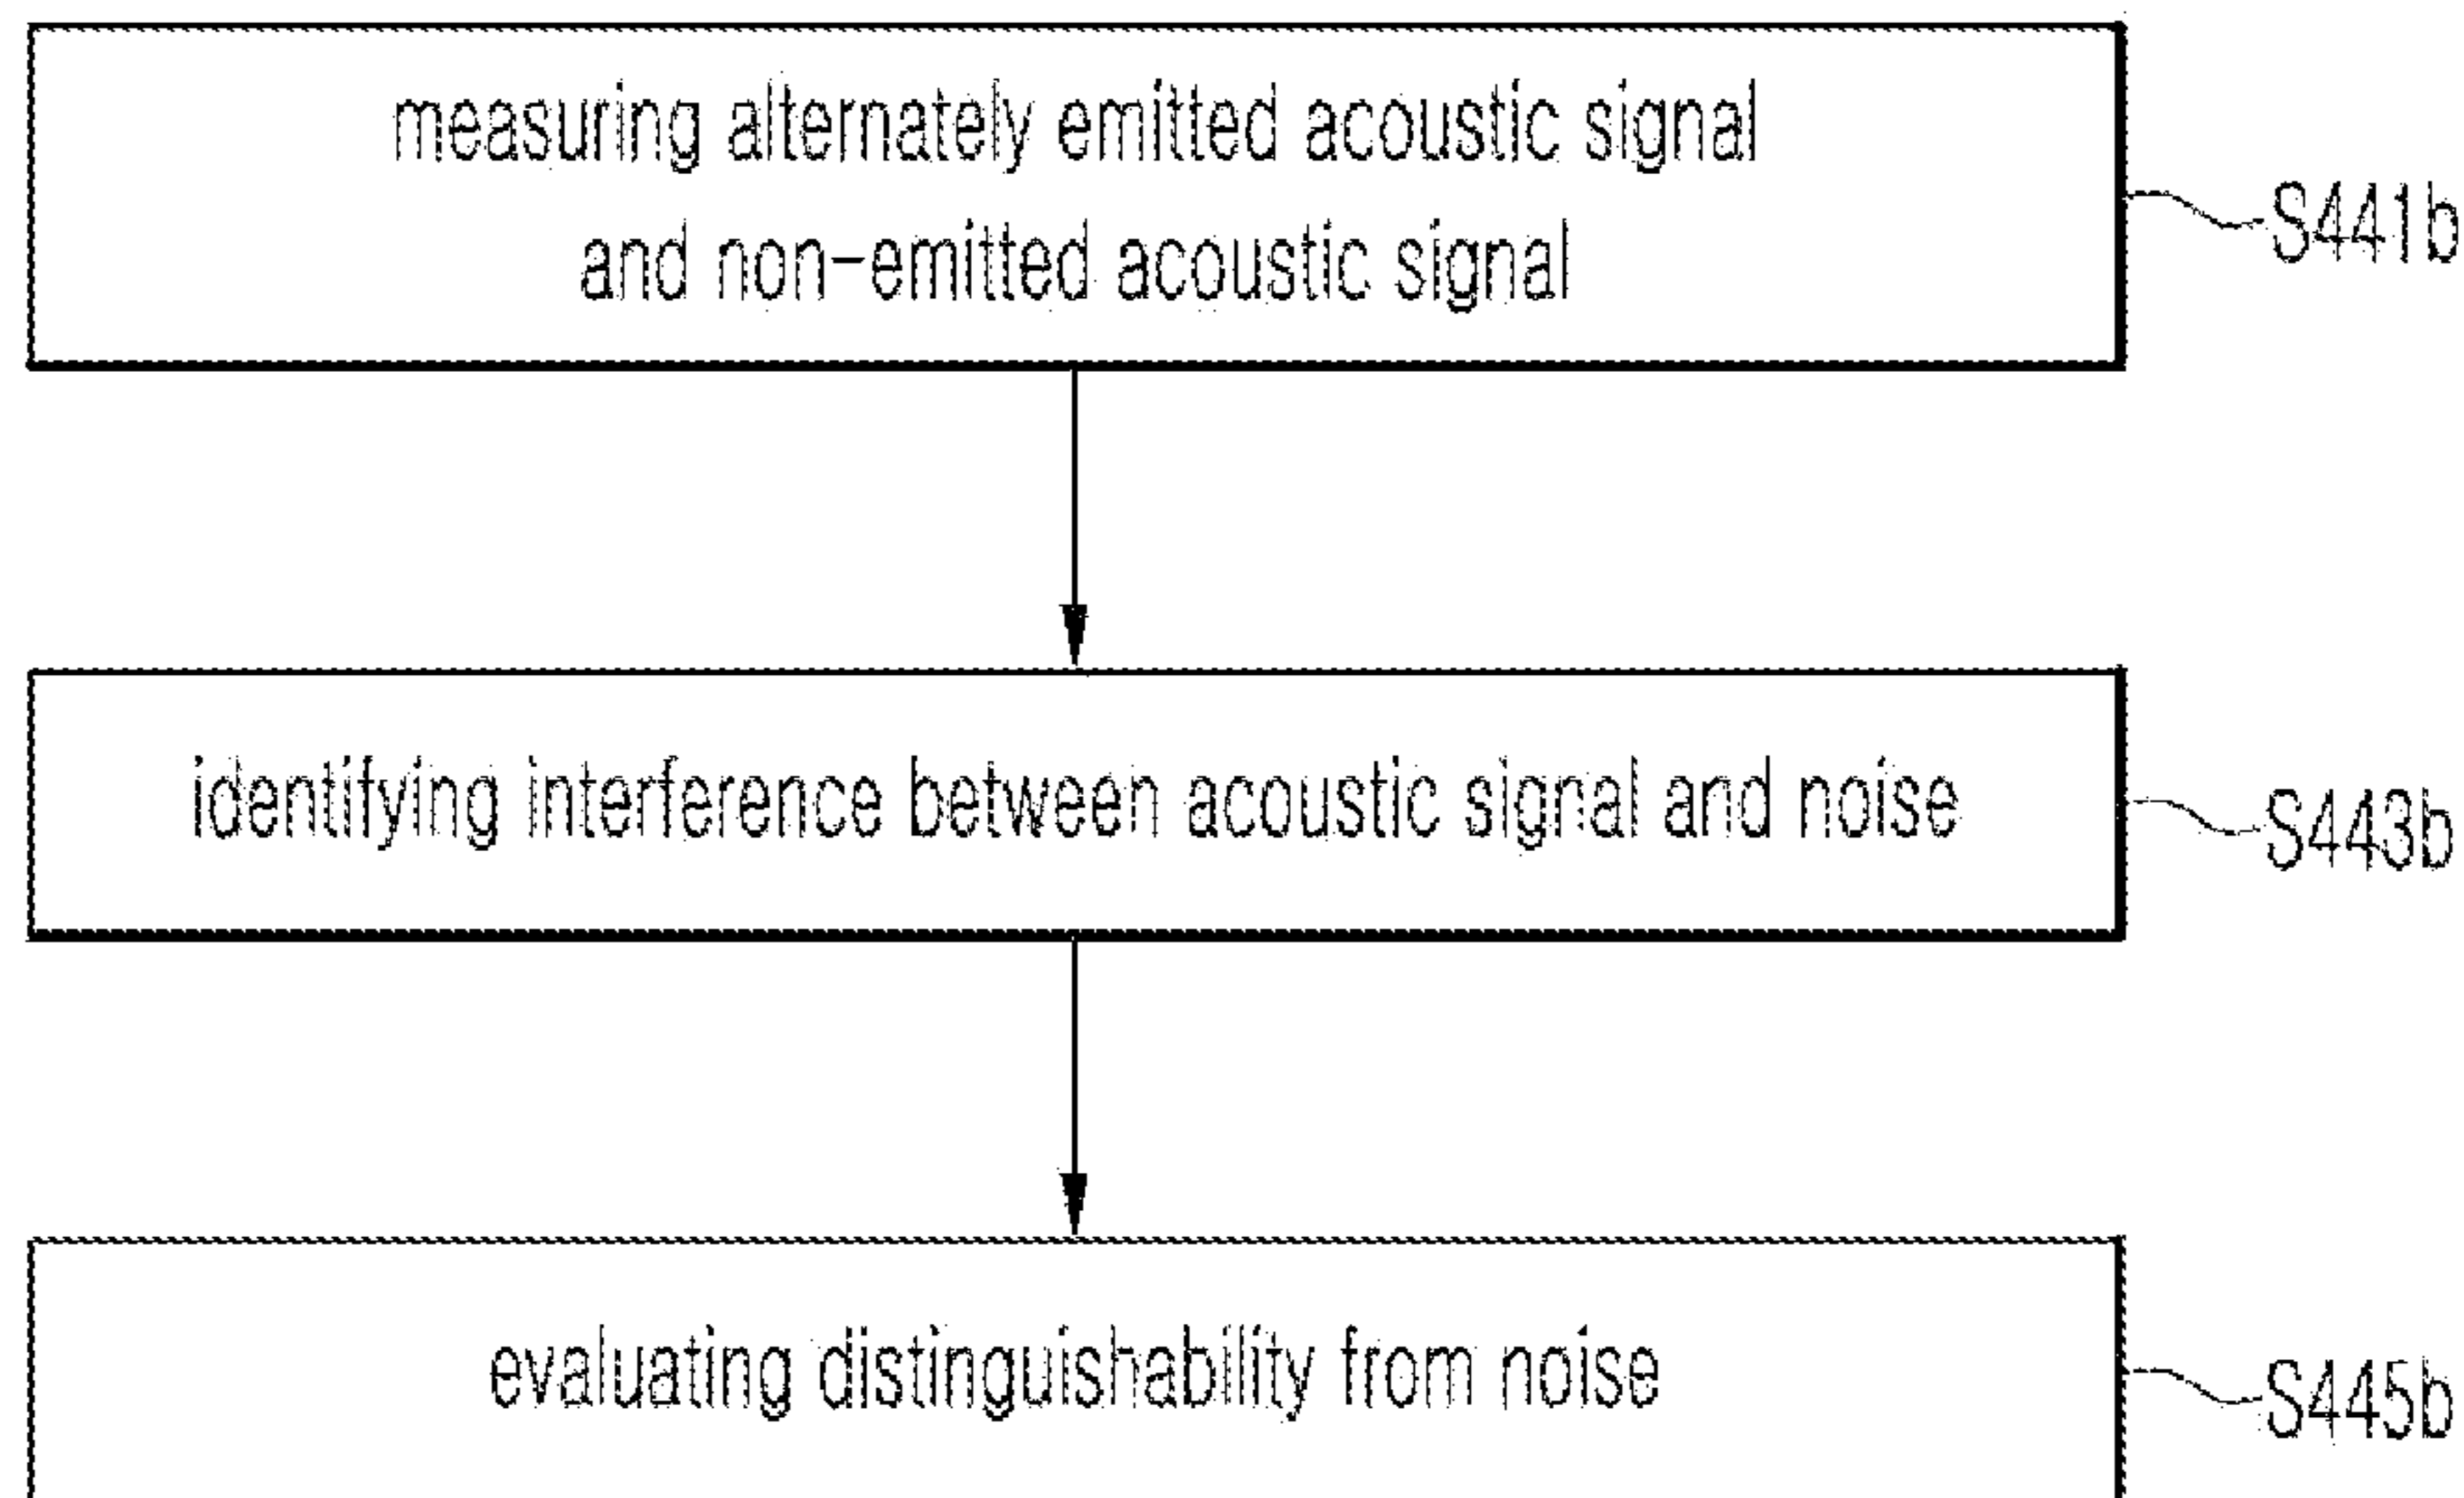 measuring alternately emitted acoustic signal
and non-emitted acoustic signal
S441b
identifying interference between acoustic signal and noise
S443b
evaluating distinguishability from noise
S445b